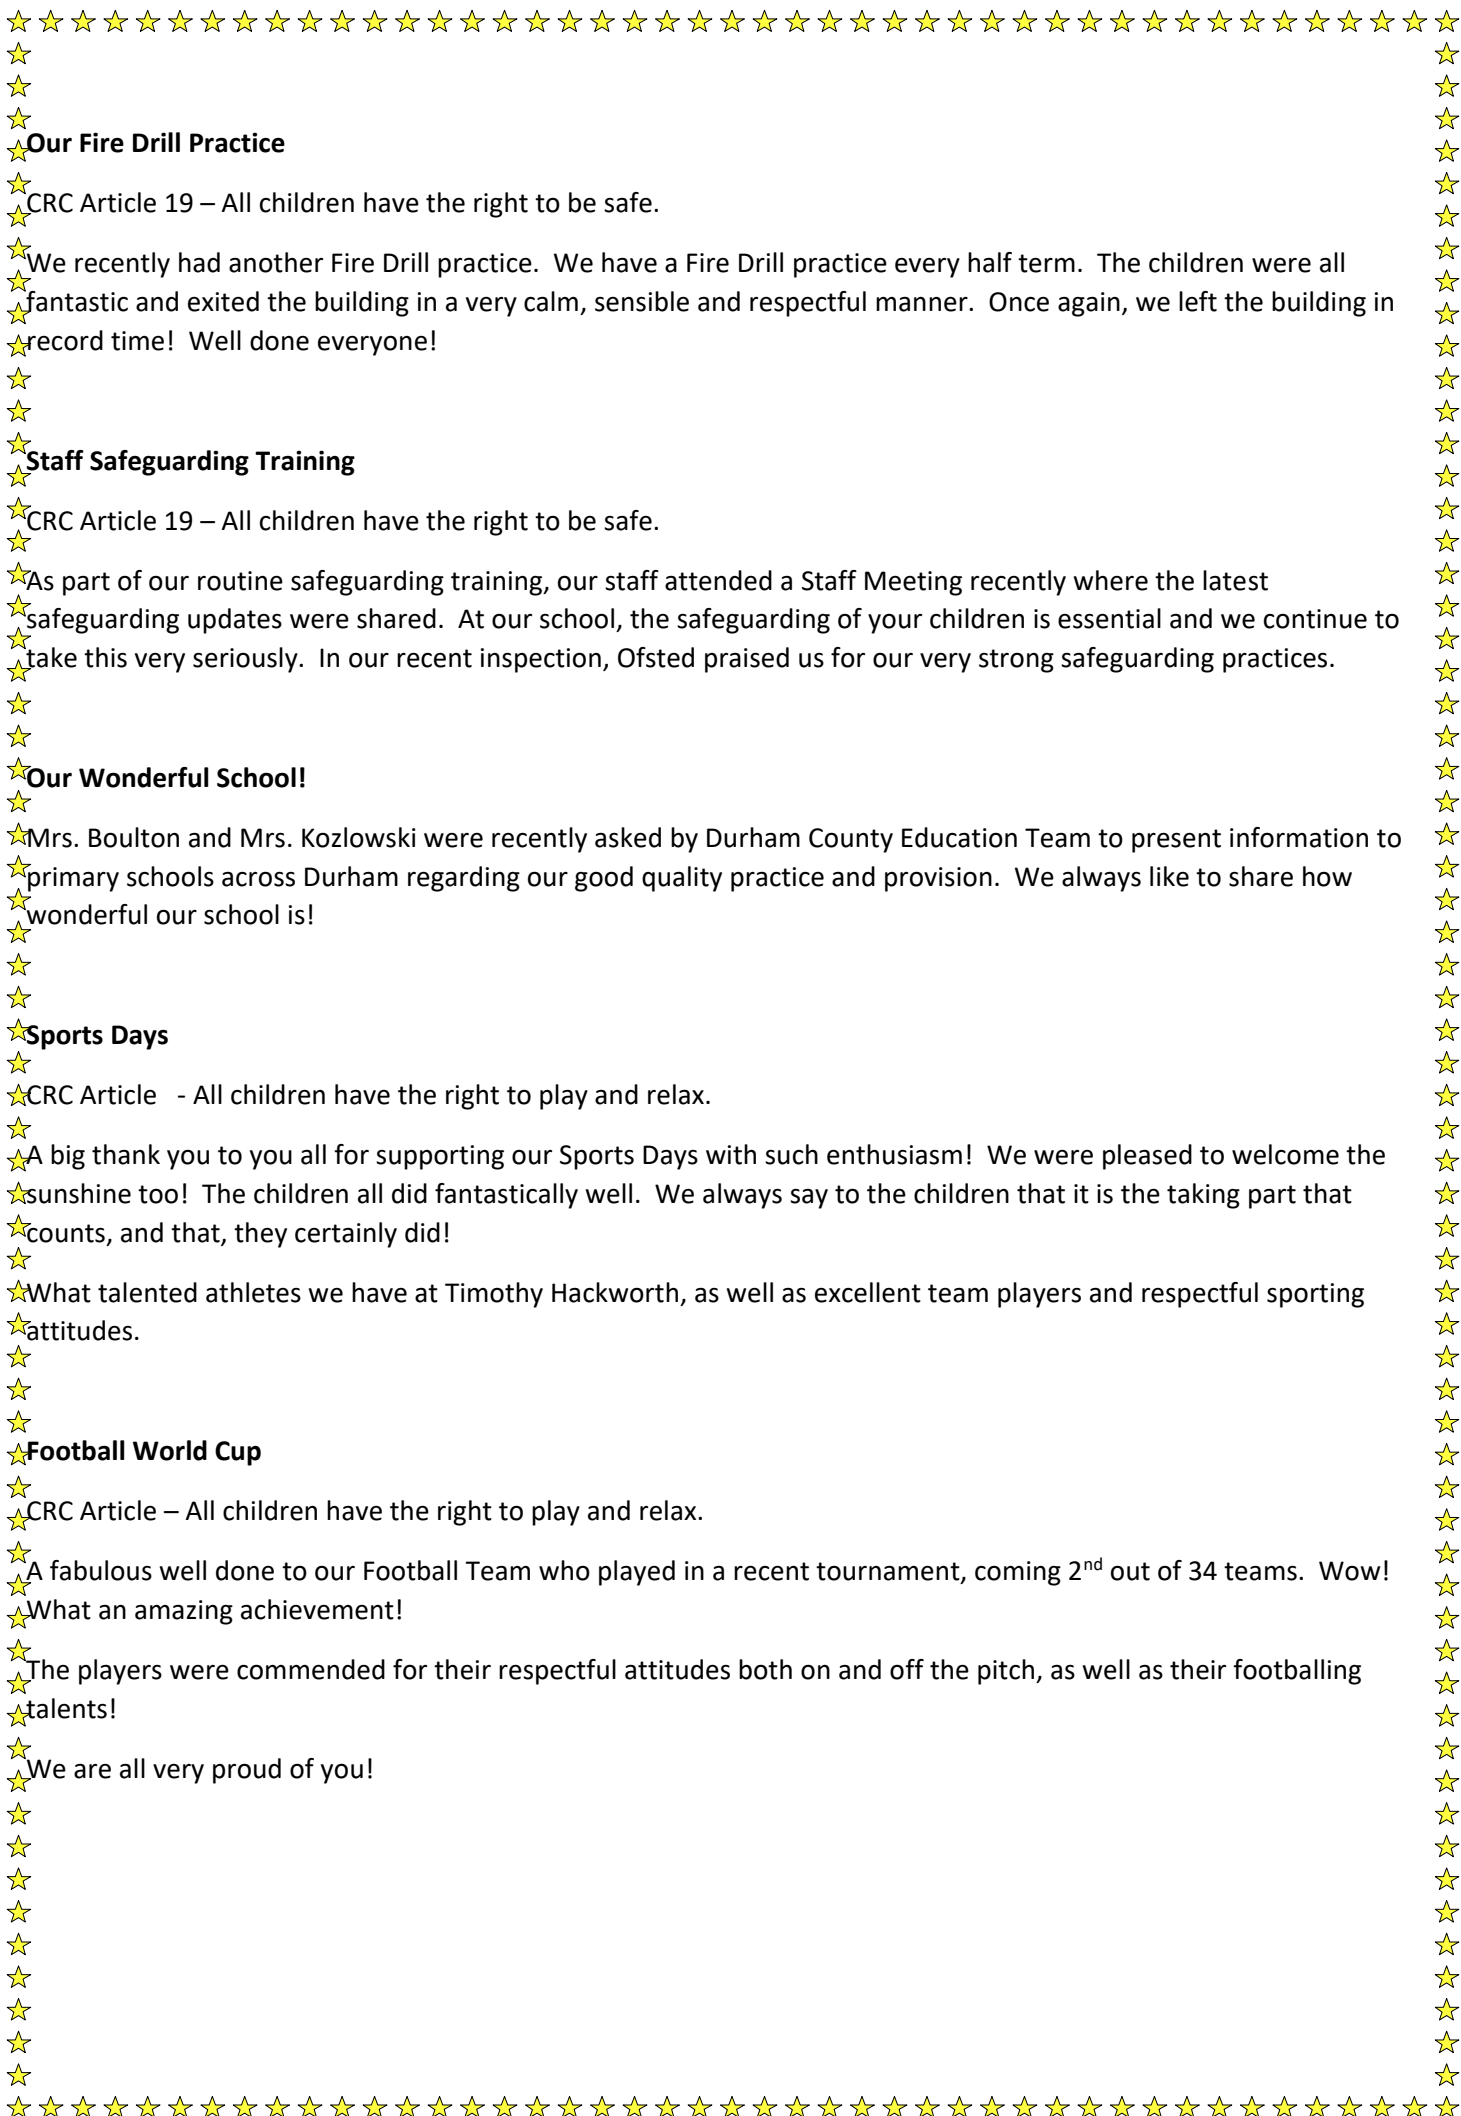 Our Fire Drill Practice
CRC Article 19 – All children have the right to be safe.
We recently had another Fire Drill practice.  We have a Fire Drill practice every half term.  The children were all
fantastic and exited the building in a very calm, sensible and respectful manner.  Once again, we left the building in
record time!  Well done everyone!
Staff Safeguarding Training
CRC Article 19 – All children have the right to be safe.
As part of our routine safeguarding training, our staff attended a Staff Meeting recently where the latest
safeguarding updates were shared.  At our school, the safeguarding of your children is essential and we continue to
take this very seriously.  In our recent inspection, Ofsted praised us for our very strong safeguarding practices.
Our Wonderful School!
Mrs. Boulton and Mrs. Kozlowski were recently asked by Durham County Education Team to present information to
primary schools across Durham regarding our good quality practice and provision.  We always like to share how
wonderful our school is!
Sports Days
CRC Article   - All children have the right to play and relax.
A big thank you to you all for supporting our Sports Days with such enthusiasm!  We were pleased to welcome the
sunshine too!  The children all did fantastically well.  We always say to the children that it is the taking part that
counts, and that, they certainly did!
What talented athletes we have at Timothy Hackworth, as well as excellent team players and respectful sporting
attitudes.
Football World Cup
CRC Article – All children have the right to play and relax.
A fabulous well done to our Football Team who played in a recent tournament, coming 2nd out of 34 teams.  Wow!
What an amazing achievement!
The players were commended for their respectful attitudes both on and off the pitch, as well as their footballing
talents!
We are all very proud of you!